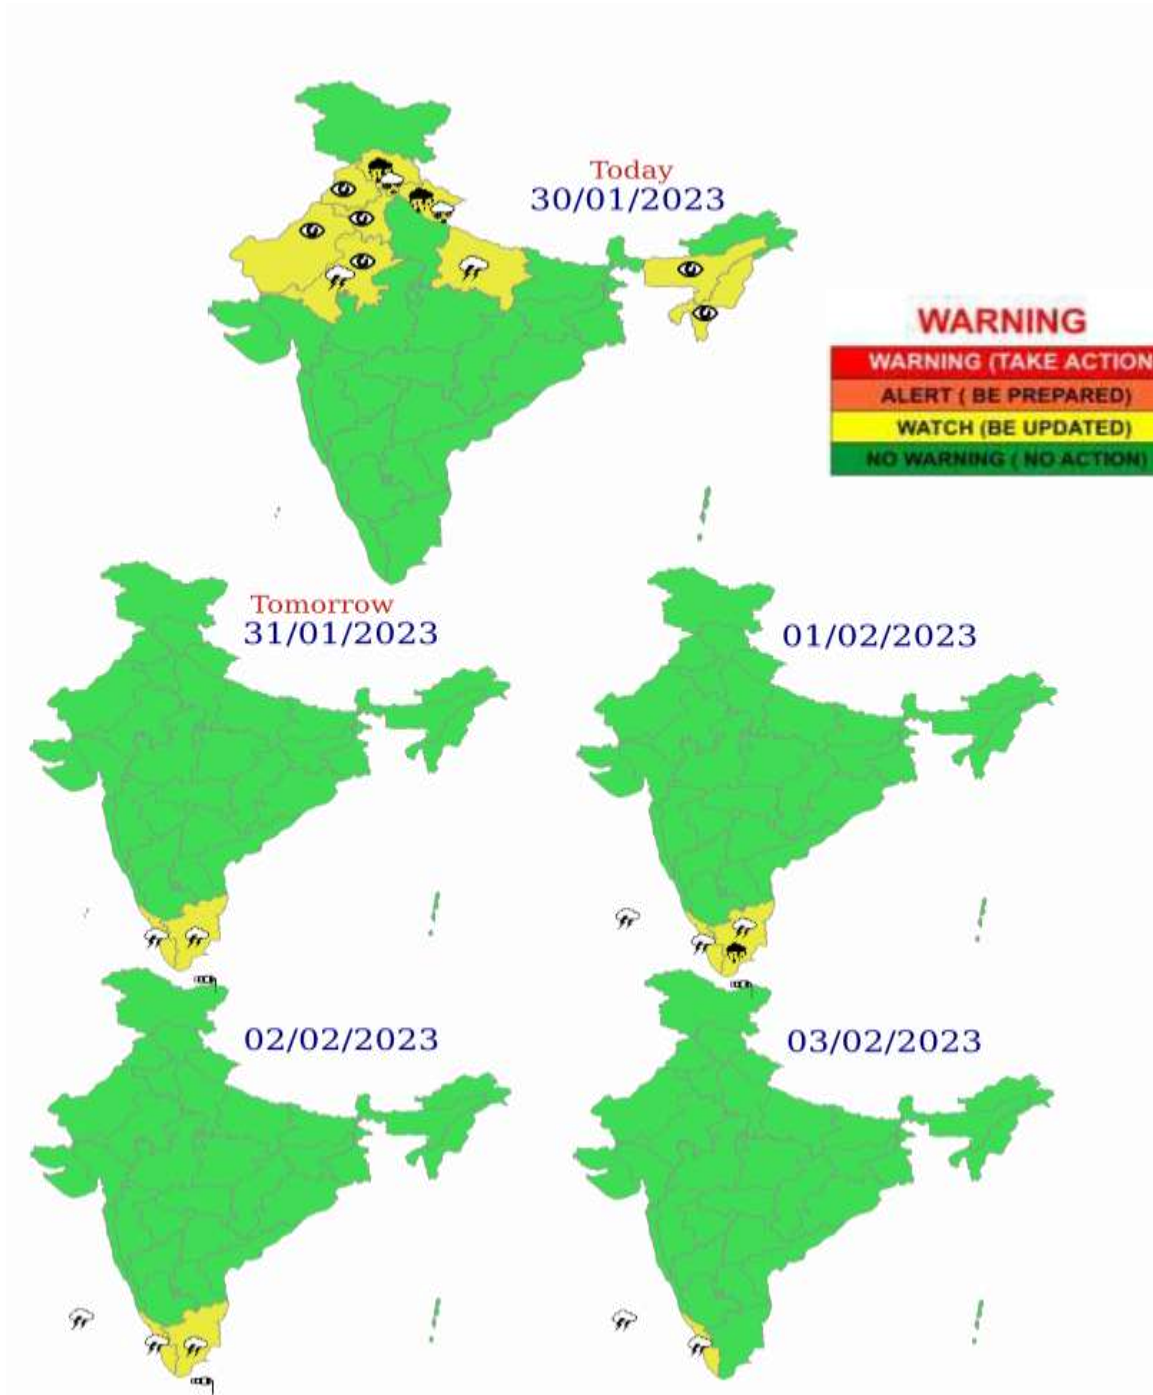 Today
30/01/2023
WARNING
WARNING (TAKE ACTION
ALERT ( BE PREPARED)
WATCH (BE UPDATED)
NO WARNING ( NO ACTION)
Tomorrow
31/01/2023
01/02/2023
02/02/2023
03/02/2023